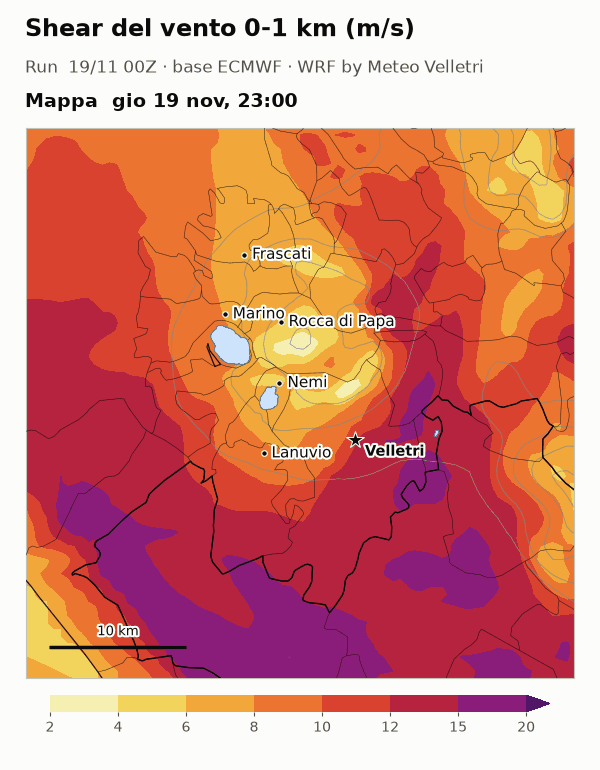 Shear del vento 0-1 km (m/s)
Run  19/11 00Z · base ECMWF · WRF by Meteo Velletri
Mappa  gio 19 nov, 23:00
Frascati
Marino
Rocca di Papa
Nemi
Velletri
Lanuvio
10 km
2 4 6 8 10 12 15 20